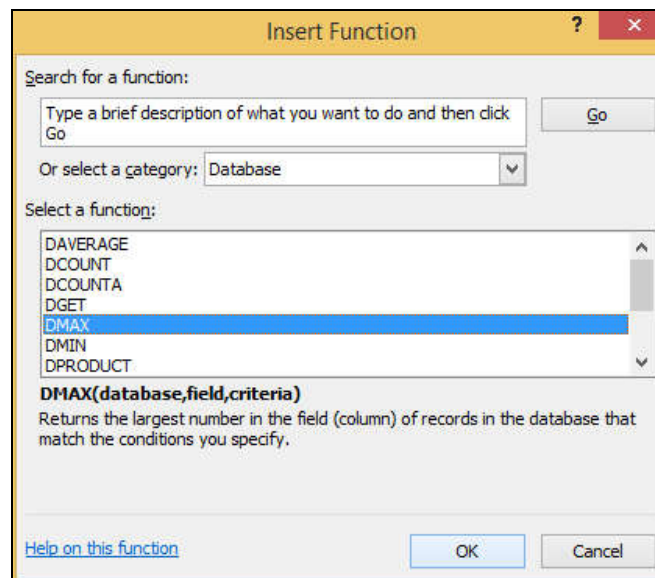 Insert Function
?
×
Search for a function:
Type a brief description of what you want to do and then click
Go
Go
Or select a category: Database
Select a function:
DAVERAGE
DCOUNT
DCOUNTA
DGET
DMAX
DMIN
DPRODUCT
DMAX(database,field,criteria)
Returns the largest number in the field (column) of records in the database that
match the conditions you specify.
Help on this function
OK
Cancel